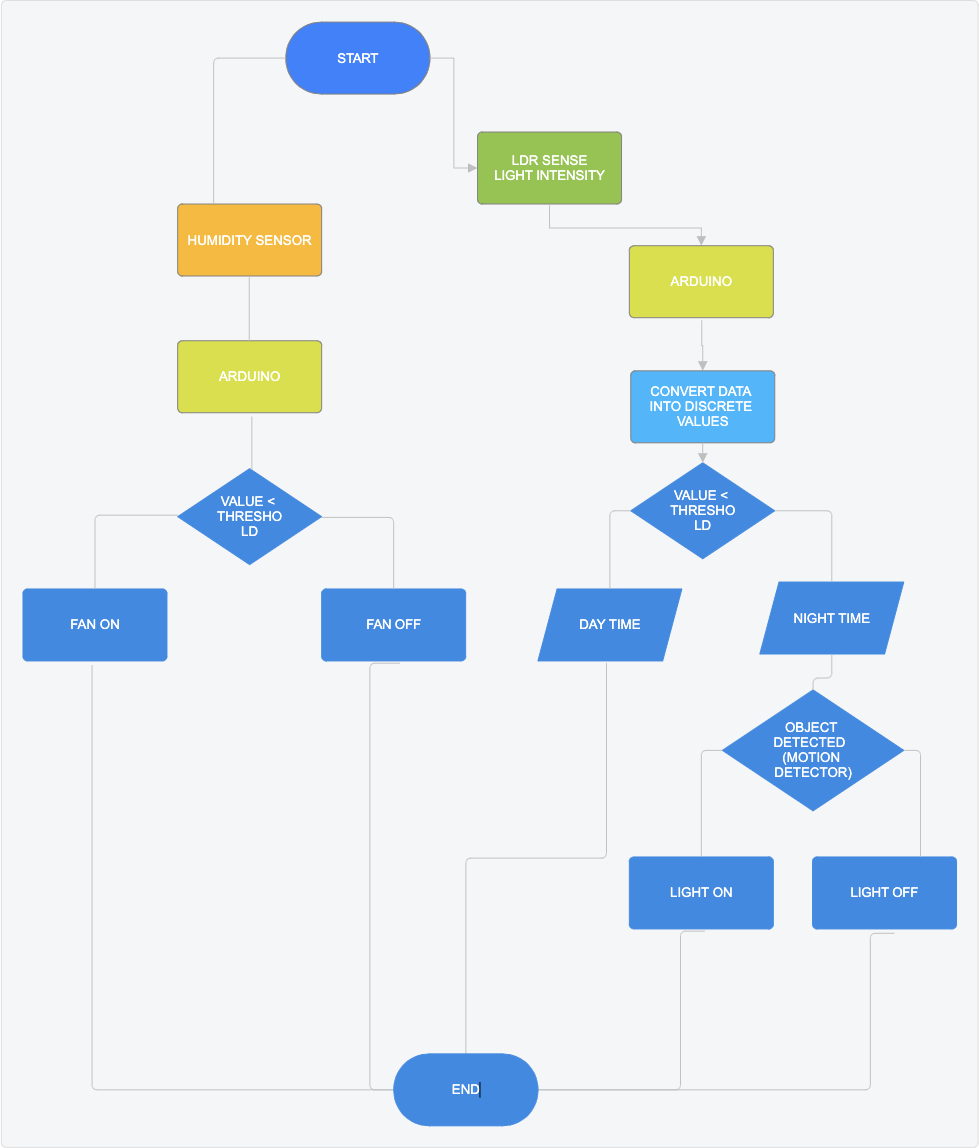 START
LDR SENSE
LIGHT INTENSITY
HUMIDITY SENSOR
ARDUINO
ARDUINO
CONVERT DATA
INTO DISCRETE
VALUES
VALUE <
THRESHO
LD
VALUE <
THRESHO
LD
FAN ON
FAN OFF
DAY TIME
NIGHT TIME
OBJECT
DETECTED
(MOTION
DETECTOR)
LIGHT ON
LIGHT OFF
END